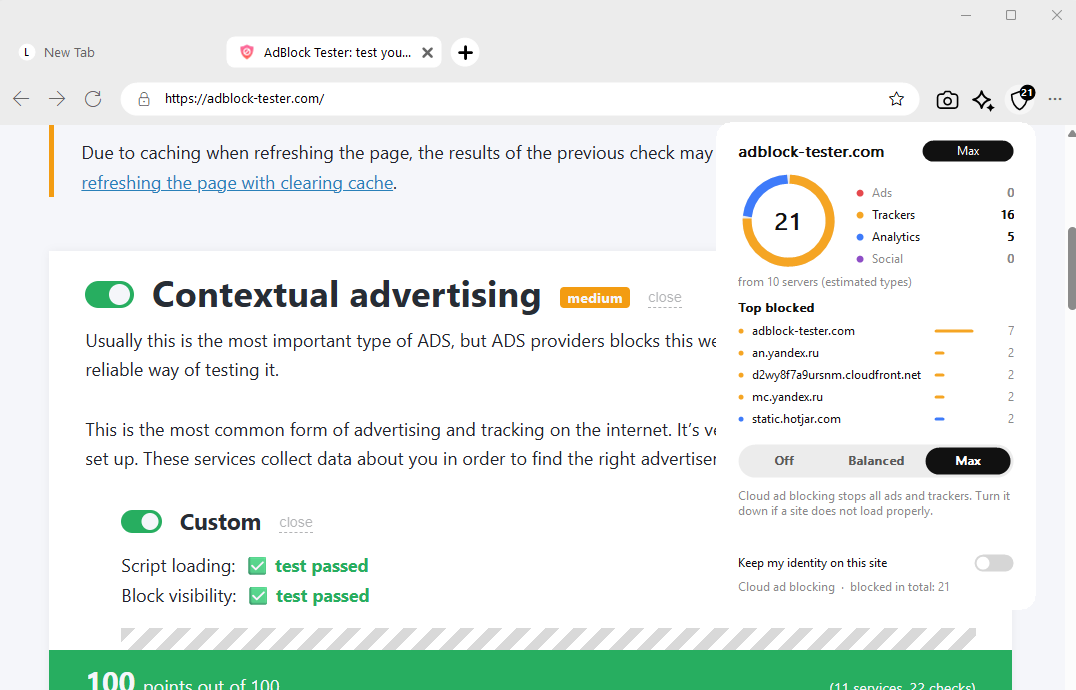 L New Tab
AdBlock Tester: test you...
https://adblock-tester.com/
21
Due to caching when refreshing the page, the results of the previous check may
refreshing the page with clearing cache.
Contextual advertising medium close
Usually this is the most important type of ADS, but ADS providers blocks this we
reliable way of testing it.
This is the most common form of advertising and tracking on the internet. It's ve
set up. These services collect data about you in order to find the right advertiser
Custom close
Script loading: ✅ test passed
Block visibility: ✅ test passed
100 points out of 100
(11 services, 22 checks)
adblock-tester.com Max
21
Ads 0
Trackers 16
Analytics 5
Social 0
from 10 servers (estimated types)
Top blocked
adblock-tester.com 7
an.yandex.ru 2
d2wy8f7a9ursnm.cloudfront.net 2
mc.yandex.ru 2
static.hotjar.com 2
Off Balanced Max
Cloud ad blocking stops all ads and trackers. Turn it
down if a site does not load properly.
Keep my identity on this site
Cloud ad blocking · blocked in total: 21